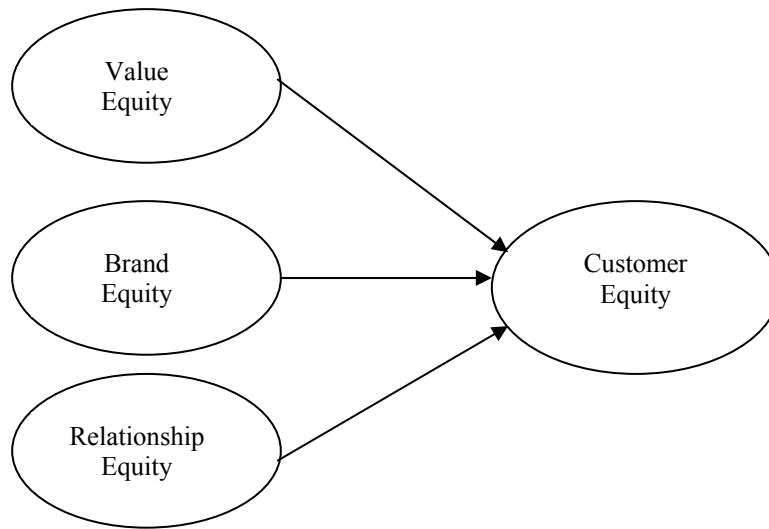 Value
Equity
Brand
Equity
Customer
Equity
Relationship
Equity